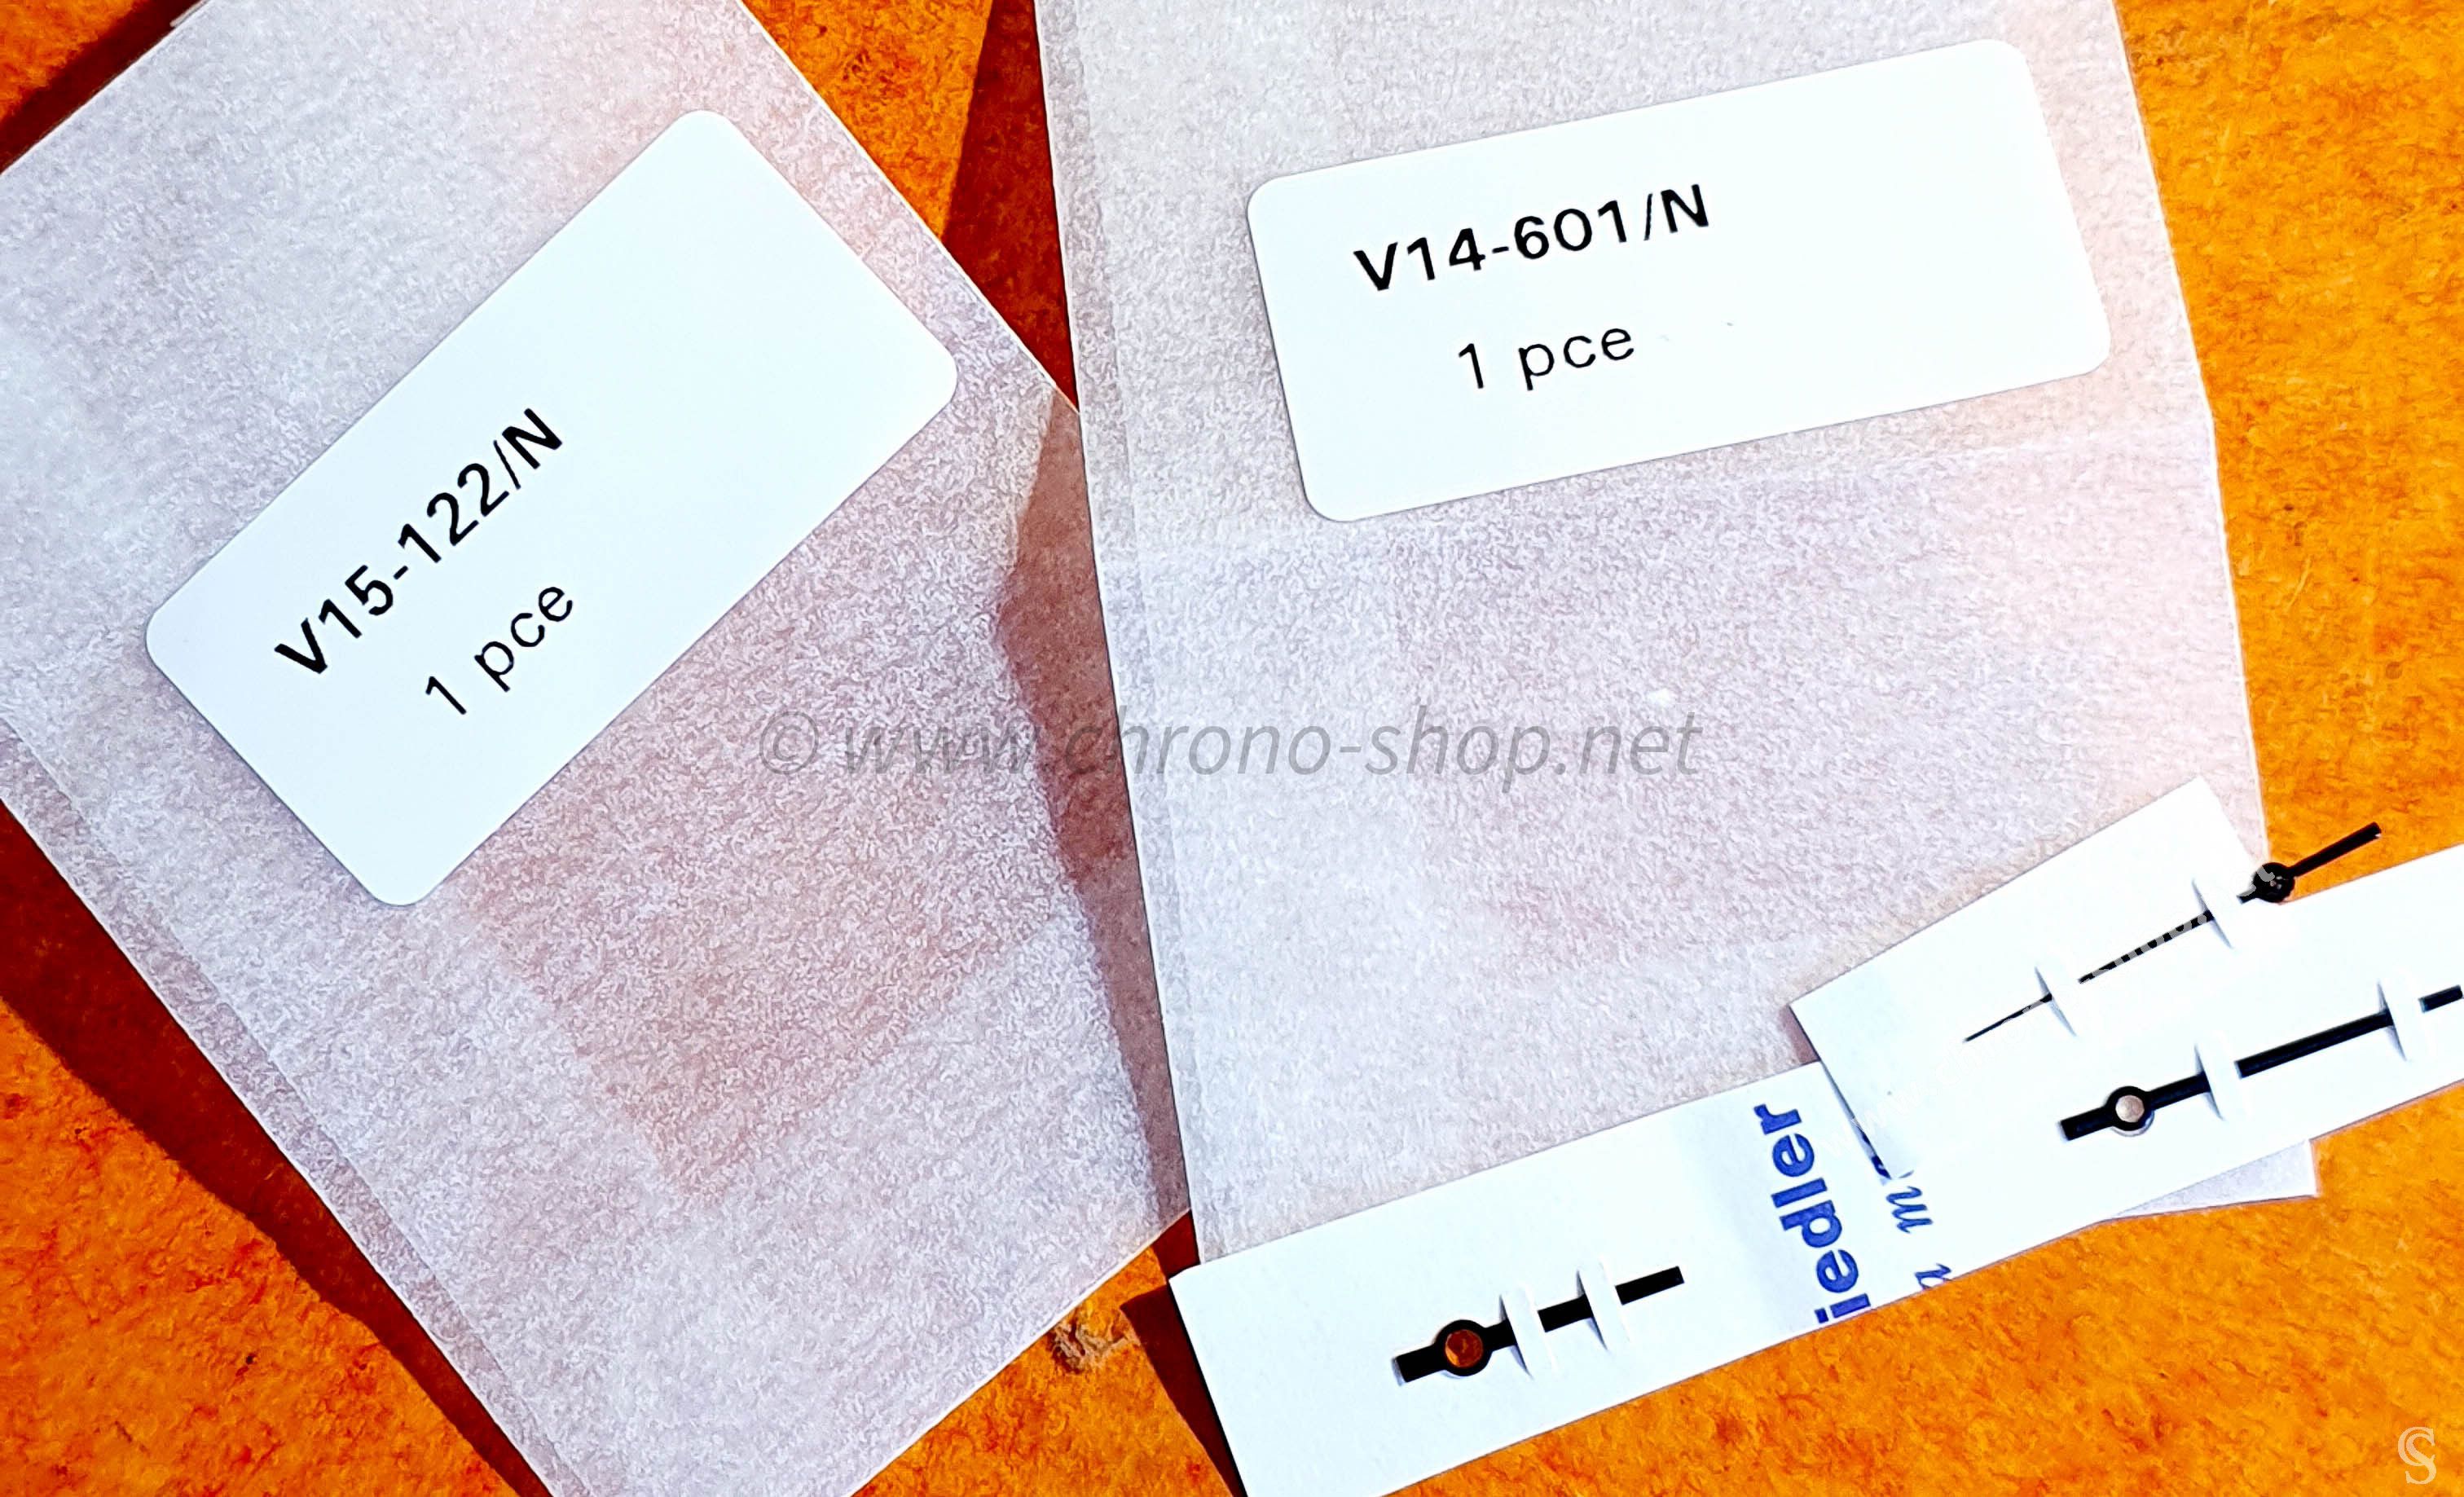 V15-122/N
1 pce
V14-601/N
1 pce
© www.chrono-shop.net
iedler